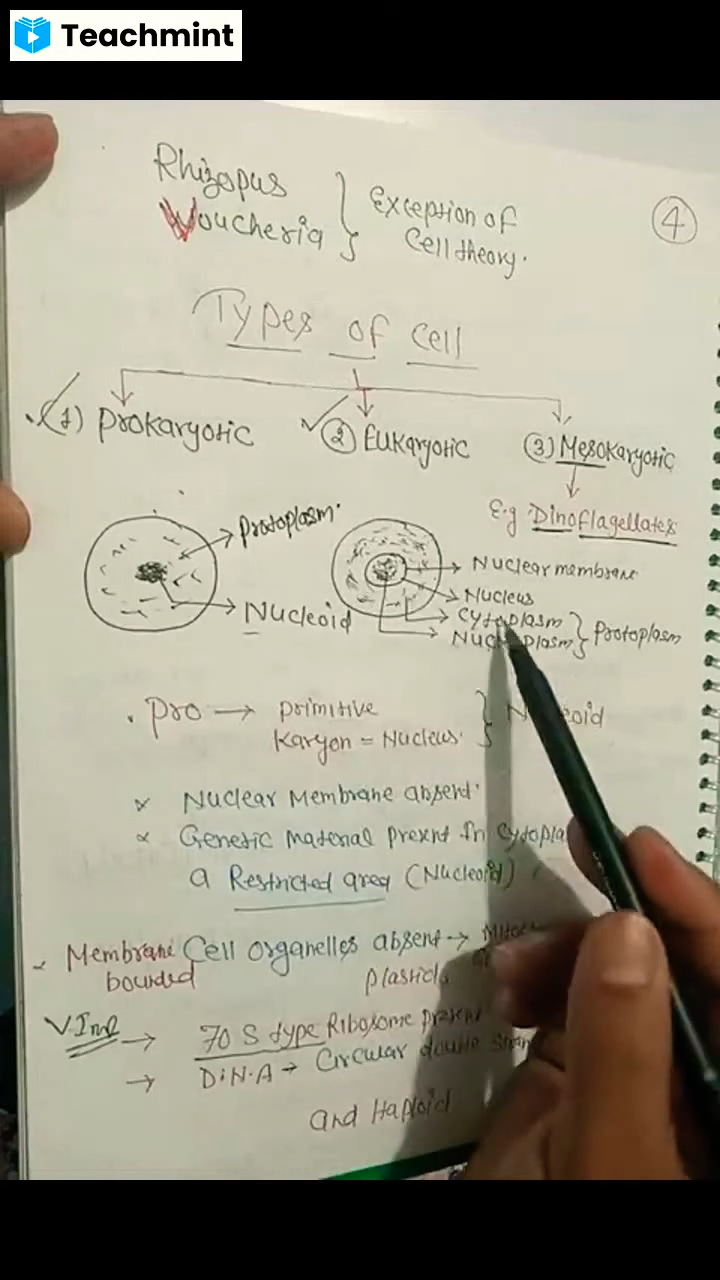 Teachmint
Rhizopus
Voucheria
Exception of
Cell theory.
4
Types of cell
(1) Prokaryotic
(2) Eukaryotic
(3) Mesokaryotic
E.g Dinoflagellates
Protoplasm.
Nucleoid
Nuclear membrane
Nucleus
Cytoplasm
Protoplasm
. Pro → Primitive
Karyon = Nucleus.
Nuclear Membrane absent.
Genetic material present in
a Restricted area (Nucleoid)
Membrane Cell organelles absent →
bounded
Plastids
V.Imp → 70 S type Ribosome present
→ D.N.A → Circular double
and Haploid